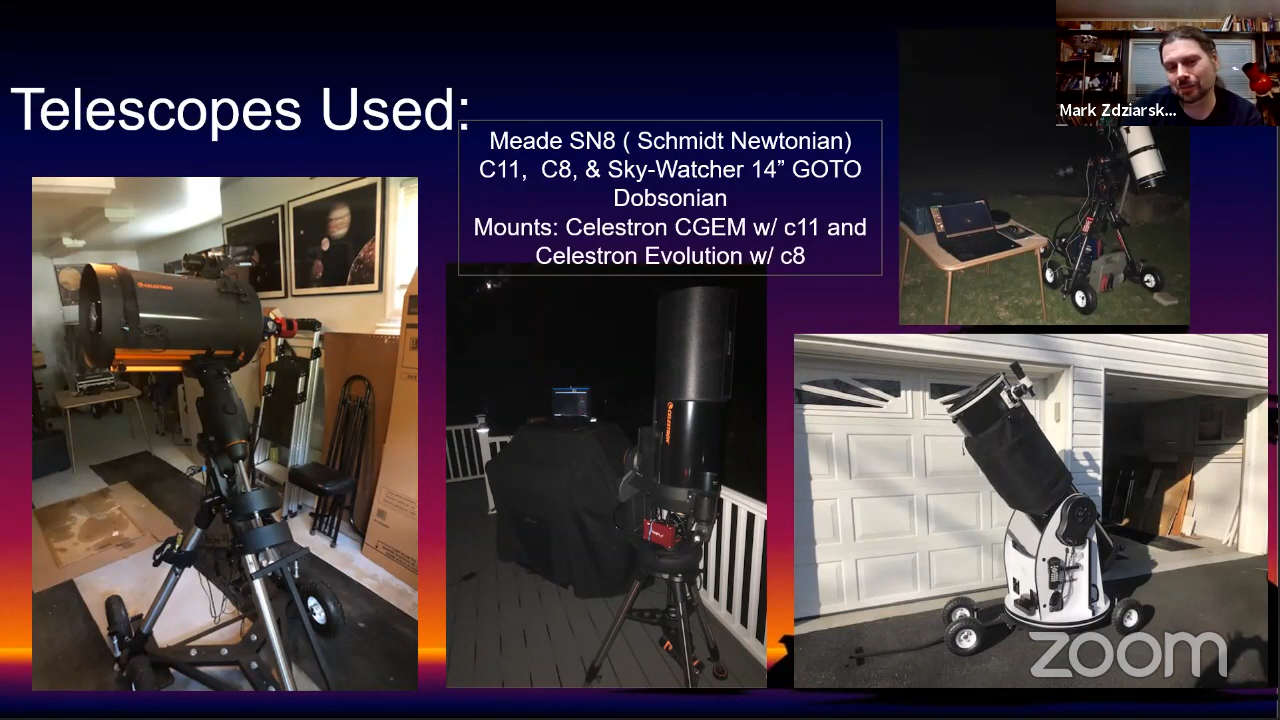 Telescopes Used:
Meade SN8 ( Schmidt Newtonian)
C11, C8, & Sky-Watcher 14” GOTO
Dobsonian
Mounts: Celestron CGEM w/ c11 and
Celestron Evolution w/ c8
Mark Zdziarsk...
CELESTRON
CELESTRON
zoom